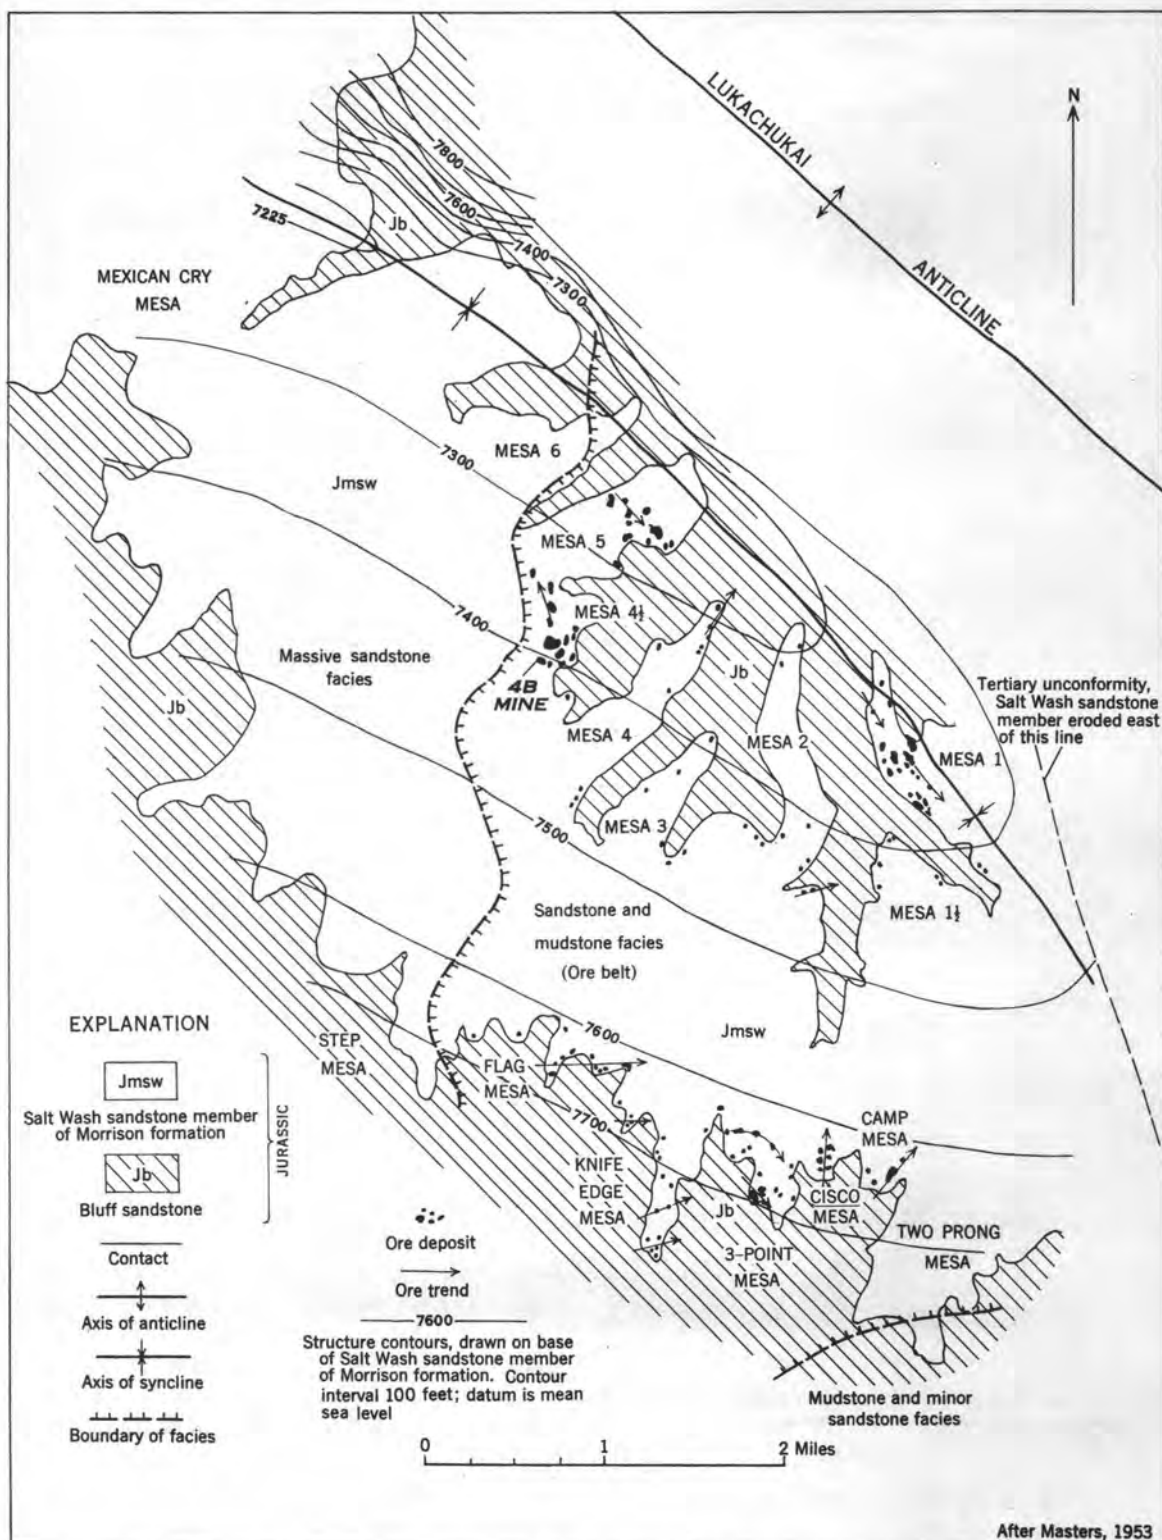 LUKACHUKAI
ANTICLINE
N
7800
7600
7400
7300
7225
Jb
MEXICAN CRY
MESA
MESA 6
7300
Jmsw
MESA 5
MESA 4½
7400
Massive sandstone
facies
4B
MINE
Jb
Jb
MESA 4
MESA 2
MESA 1
Tertiary unconformity,
Salt Wash sandstone
member eroded east
of this line
MESA 3
7500
MESA 1½
Sandstone and
mudstone facies
(Ore belt)
7600
Jmsw
STEP
MESA
FLAG
MESA
7700
CAMP
MESA
KNIFE
EDGE
MESA
Jb
CISCO
MESA
3-POINT
MESA
TWO PRONG
MESA
Mudstone and minor
sandstone facies
EXPLANATION
Jmsw
Salt Wash sandstone member
of Morrison formation
Jb
Bluff sandstone
JURASSIC
Contact
Axis of anticline
Axis of syncline
Boundary of facies
Ore deposit
Ore trend
7600
Structure contours, drawn on base
of Salt Wash sandstone member
of Morrison formation. Contour
interval 100 feet; datum is mean
sea level
0 1 2 Miles
After Masters, 1953